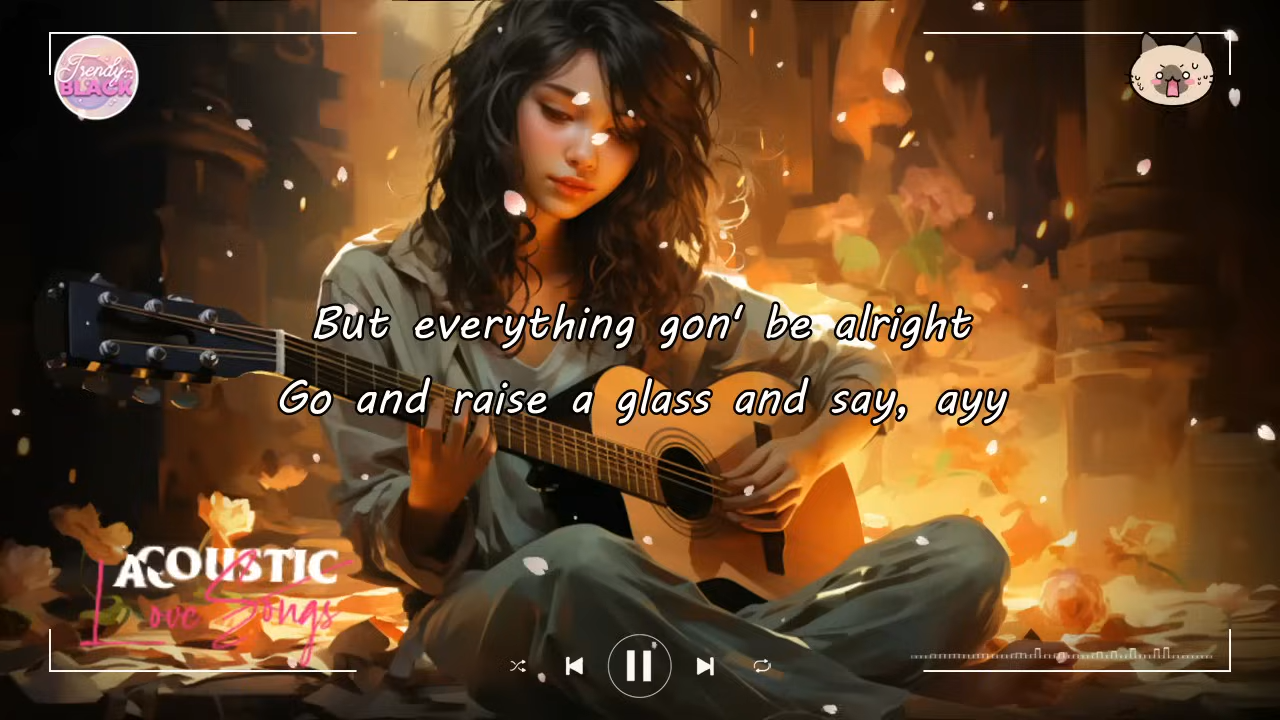 Trendy
BLACK
But everything gon' be alright
Go and raise a glass and say, ayy
ACOUSTIC
Love Songs